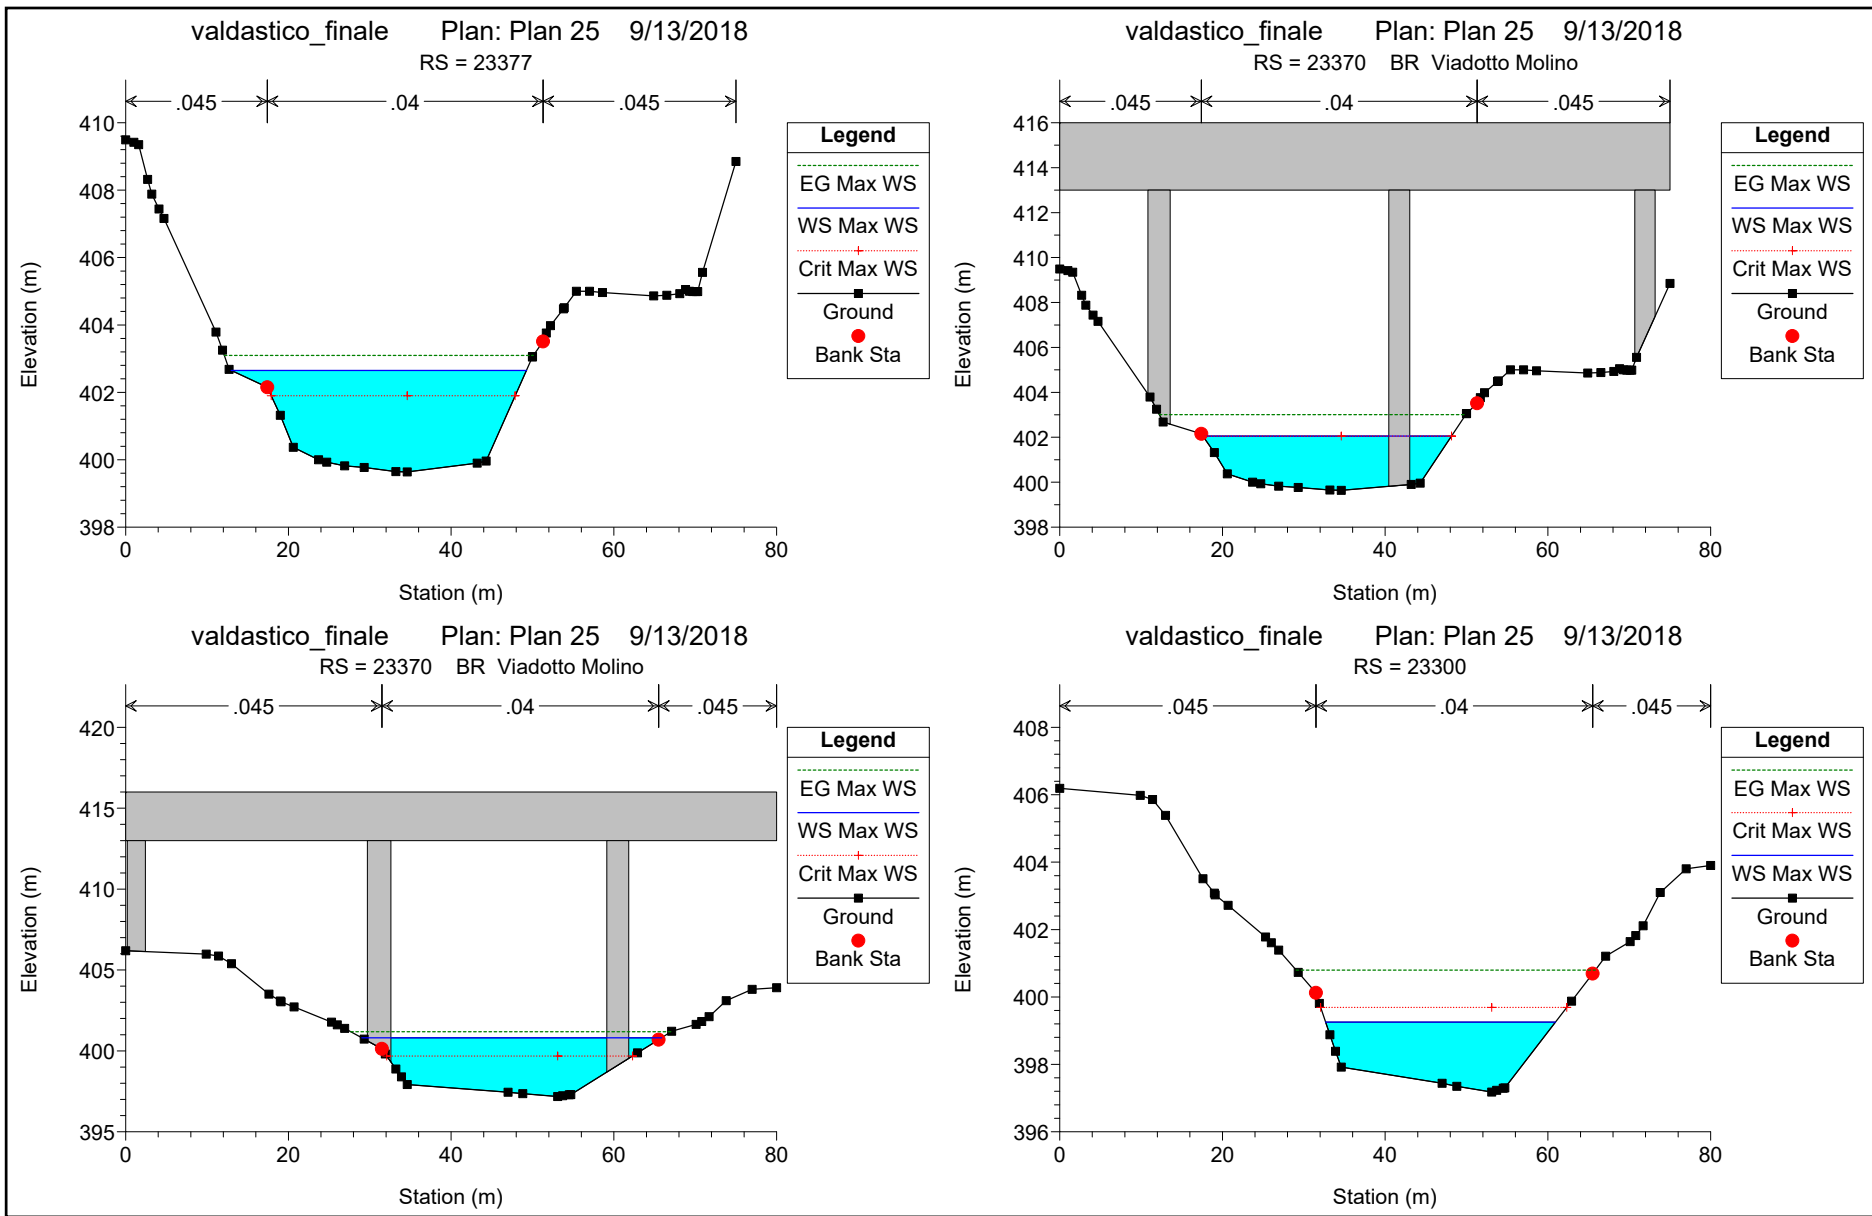 valdastico_finale Plan: Plan 25 9/13/2018
RS = 23377
.045 .04 .045
410
408
406
404
402
400
398
0 20 40 60 80
Elevation (m)
Station (m)
Legend
EG Max WS
WS Max WS
Crit Max WS
Ground
Bank Sta
valdastico_finale Plan: Plan 25 9/13/2018
RS = 23370 BR Viadotto Molino
.045 .04 .045
416
414
412
410
408
406
404
402
400
398
0 20 40 60 80
Elevation (m)
Station (m)
Legend
EG Max WS
WS Max WS
Crit Max WS
Ground
Bank Sta
valdastico_finale Plan: Plan 25 9/13/2018
RS = 23370 BR Viadotto Molino
.045 .04 .045
420
415
410
405
400
395
0 20 40 60 80
Elevation (m)
Station (m)
Legend
EG Max WS
WS Max WS
Crit Max WS
Ground
Bank Sta
valdastico_finale Plan: Plan 25 9/13/2018
RS = 23300
.045 .04 .045
408
406
404
402
400
398
396
0 20 40 60 80
Elevation (m)
Station (m)
Legend
EG Max WS
Crit Max WS
WS Max WS
Ground
Bank Sta